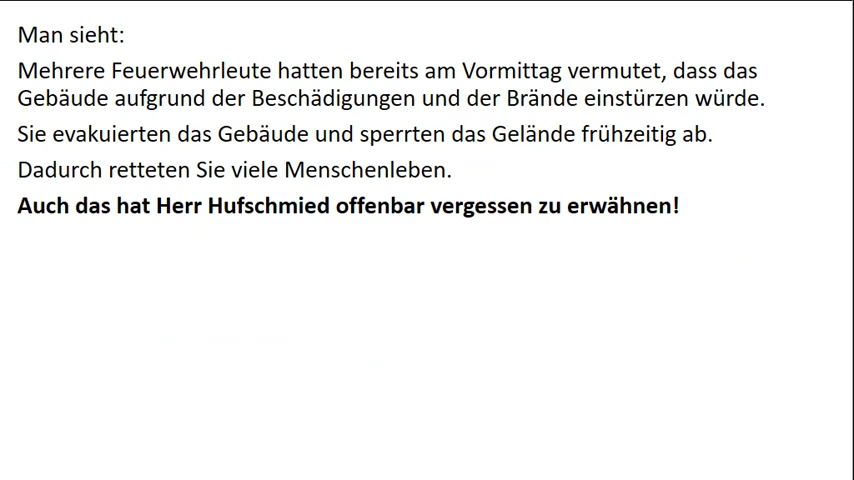 Man sieht:
Mehrere Feuerwehrleute hatten bereits am Vormittag vermutet, dass das
Gebäude aufgrund der Beschädigungen und der Brände einstürzen würde.
Sie evakuierten das Gebäude und sperrten das Gelände frühzeitig ab.
Dadurch retteten Sie viele Menschenleben.
Auch das hat Herr Hufschmied offenbar vergessen zu erwähnen!